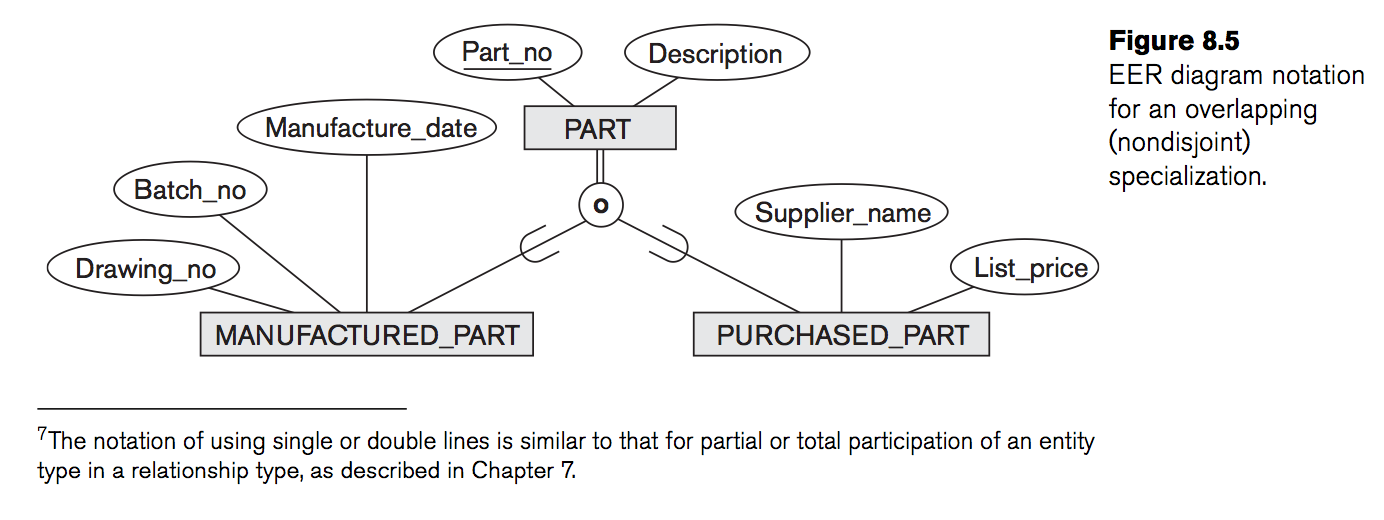 Part_no
Description
Manufacture_date
PART
Batch_no
o
Supplier_name
Drawing_no
List_price
MANUFACTURED_PART
PURCHASED_PART
Figure 8.5
EER diagram notation
for an overlapping
(nondisjoint)
specialization.
7The notation of using single or double lines is similar to that for partial or total participation of an entity
type in a relationship type, as described in Chapter 7.